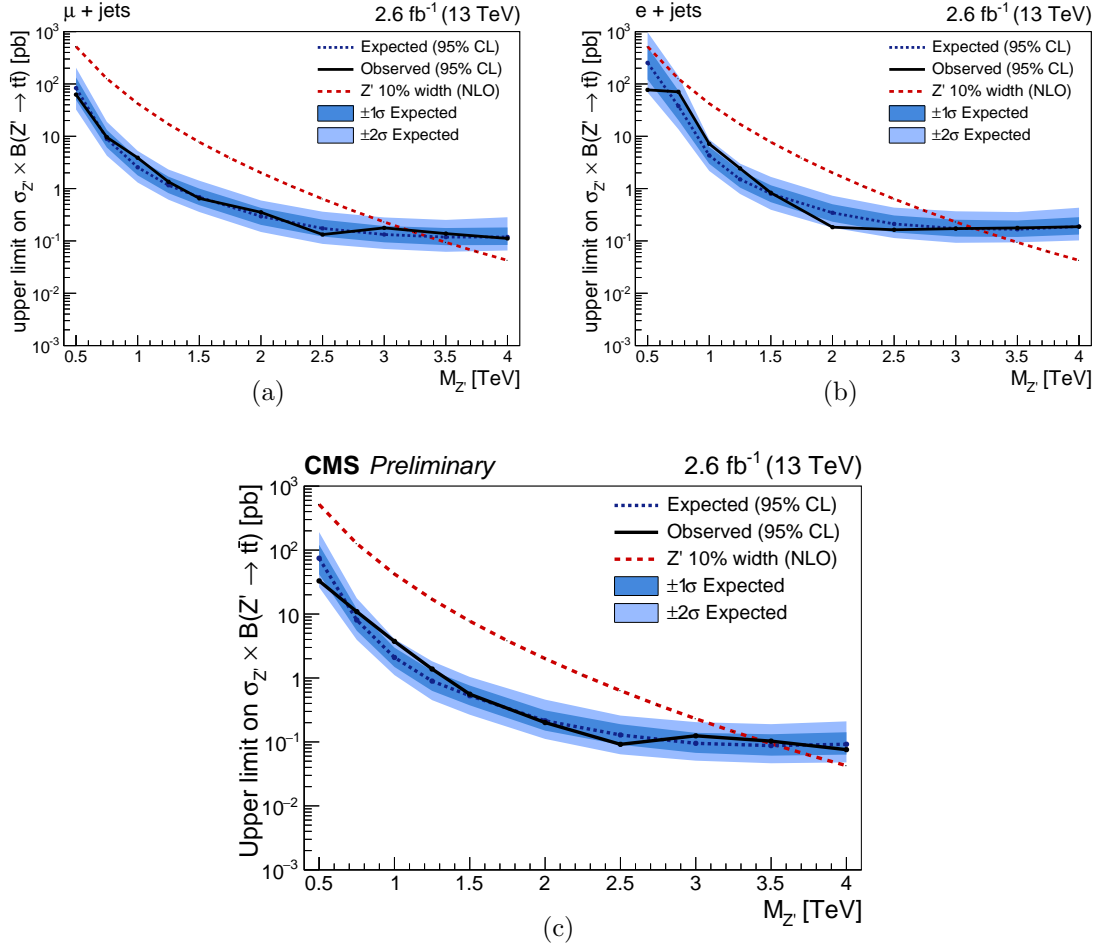 μ + jets
2.6 fb⁻¹ (13 TeV)
upper limit on σ_Z' × B(Z' → tt̄) [pb]
10³
10²
10
1
10⁻¹
10⁻²
10⁻³
Expected (95% CL)
Observed (95% CL)
Z' 10% width (NLO)
±1σ Expected
±2σ Expected
0.5 1 1.5 2 2.5 3 3.5 4
M_Z' [TeV]
(a)
e + jets
2.6 fb⁻¹ (13 TeV)
upper limit on σ_Z' × B(Z' → tt̄) [pb]
10³
10²
10
1
10⁻¹
10⁻²
10⁻³
Expected (95% CL)
Observed (95% CL)
Z' 10% width (NLO)
±1σ Expected
±2σ Expected
0.5 1 1.5 2 2.5 3 3.5 4
M_Z' [TeV]
(b)
CMS Preliminary
2.6 fb⁻¹ (13 TeV)
Upper limit on σ_Z' × B(Z' → tt̄) [pb]
10³
10²
10
1
10⁻¹
10⁻²
10⁻³
Expected (95% CL)
Observed (95% CL)
Z' 10% width (NLO)
±1σ Expected
±2σ Expected
0.5 1 1.5 2 2.5 3 3.5 4
M_Z' [TeV]
(c)